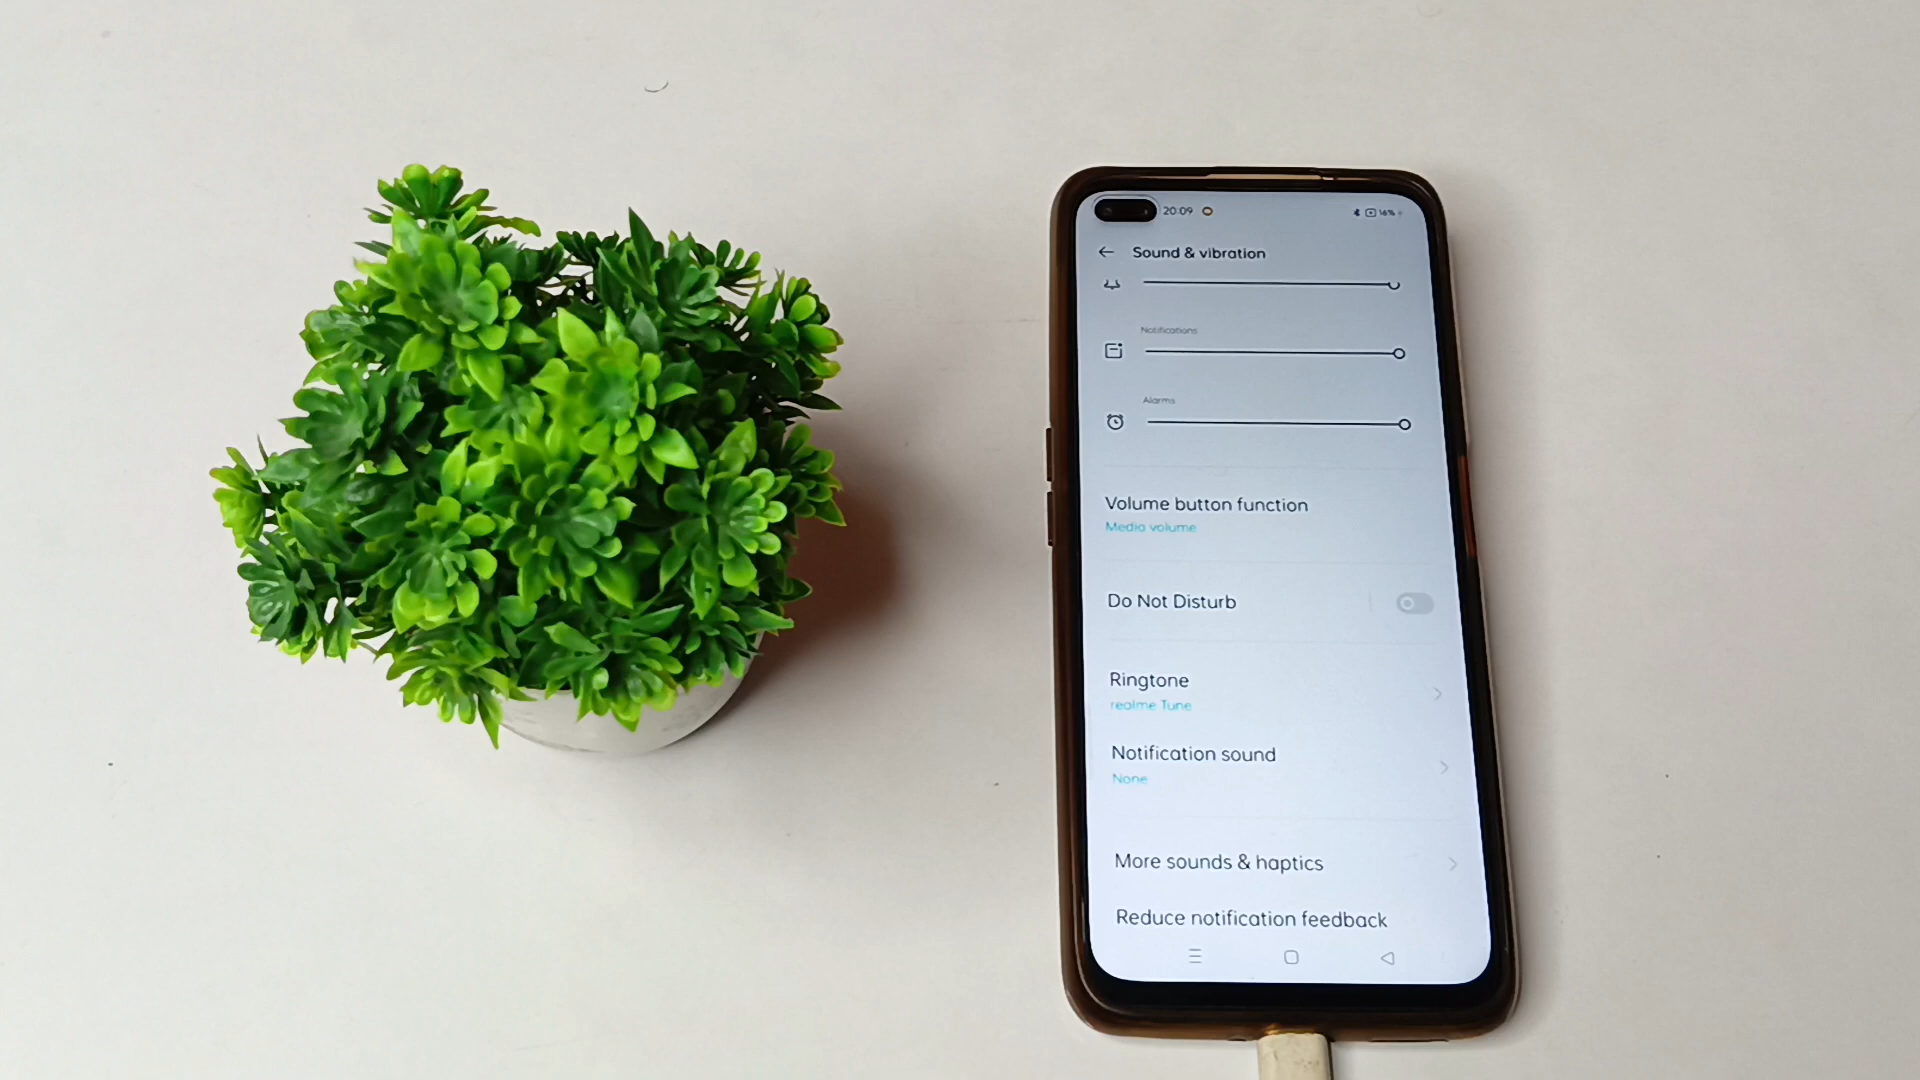 20:09
16%
Sound & vibration
Notifications
Alarms
Volume button function
Media volume
Do Not Disturb
Ringtone
realme Tune
Notification sound
None
More sounds & haptics
Reduce notification feedback